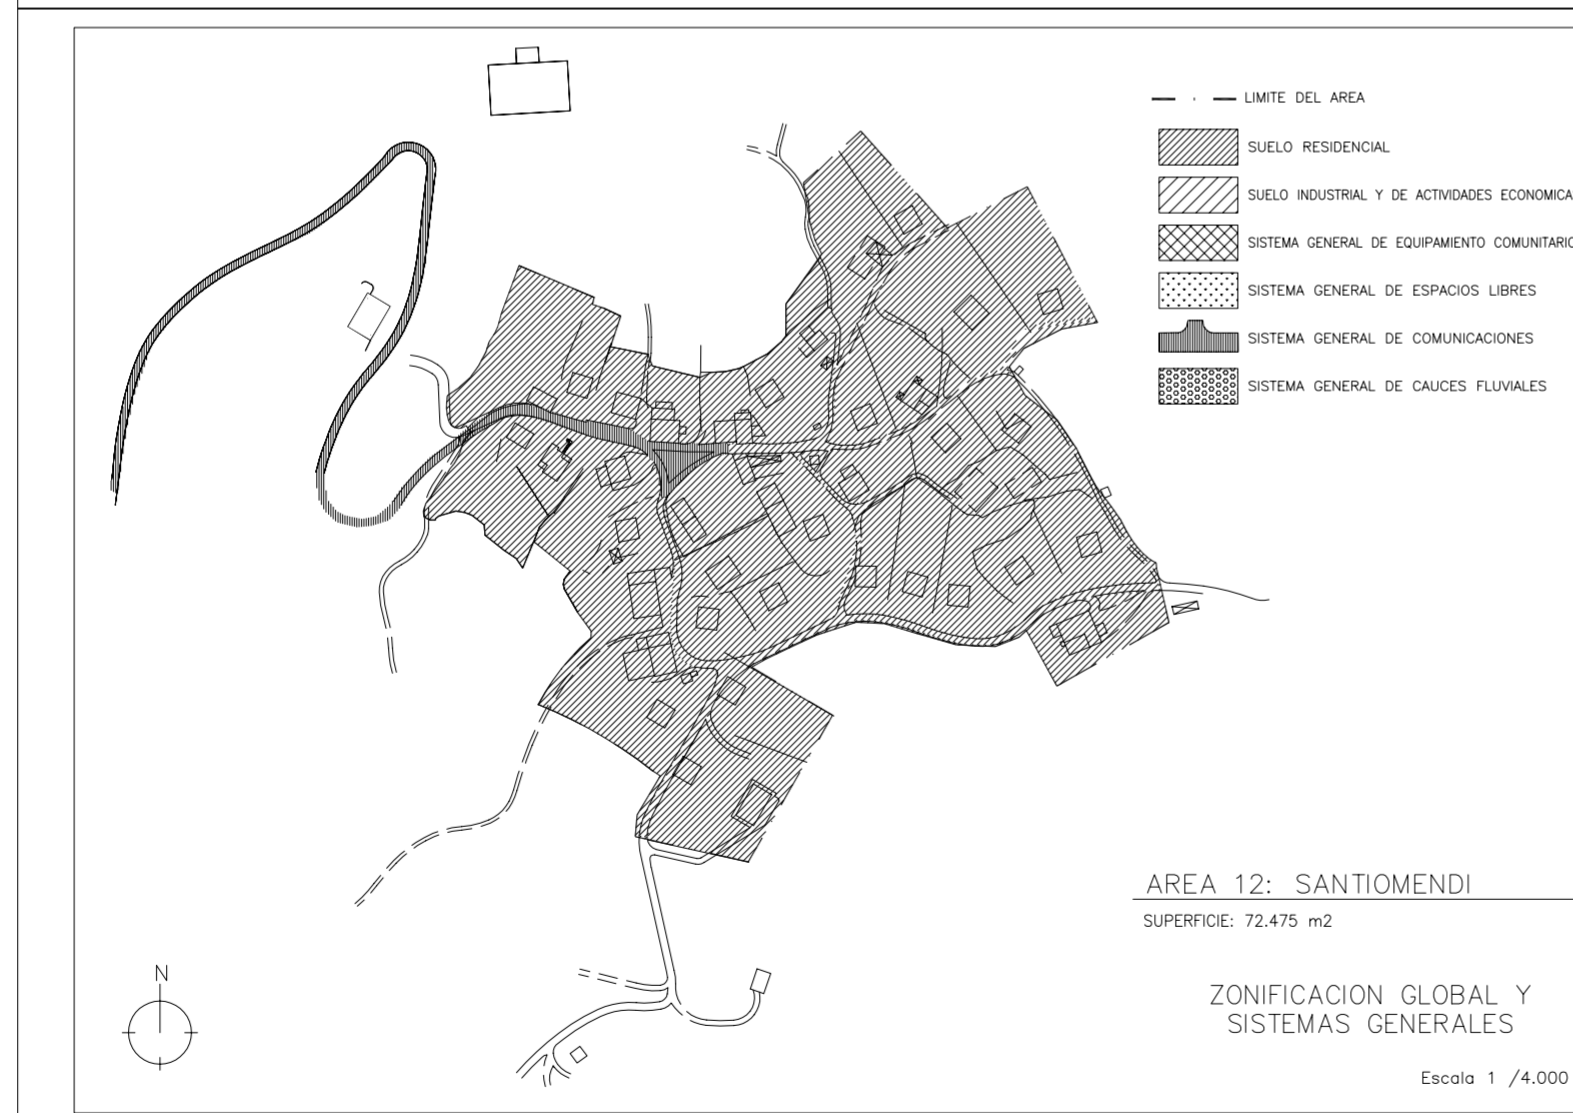 LIMITE DEL AREA
SUELO RESIDENCIAL
SUELO INDUSTRIAL Y DE ACTIVIDADES ECONOMICA
SISTEMA GENERAL DE EQUIPAMIENTO COMUNITARIO
SISTEMA GENERAL DE ESPACIOS LIBRES
SISTEMA GENERAL DE COMUNICACIONES
SISTEMA GENERAL DE CAUCES FLUVIALES
AREA 12: SANTIOMENDI
SUPERFICIE: 72.475 m2
N
ZONIFICACION GLOBAL Y
SISTEMAS GENERALES
Escala 1 /4.000